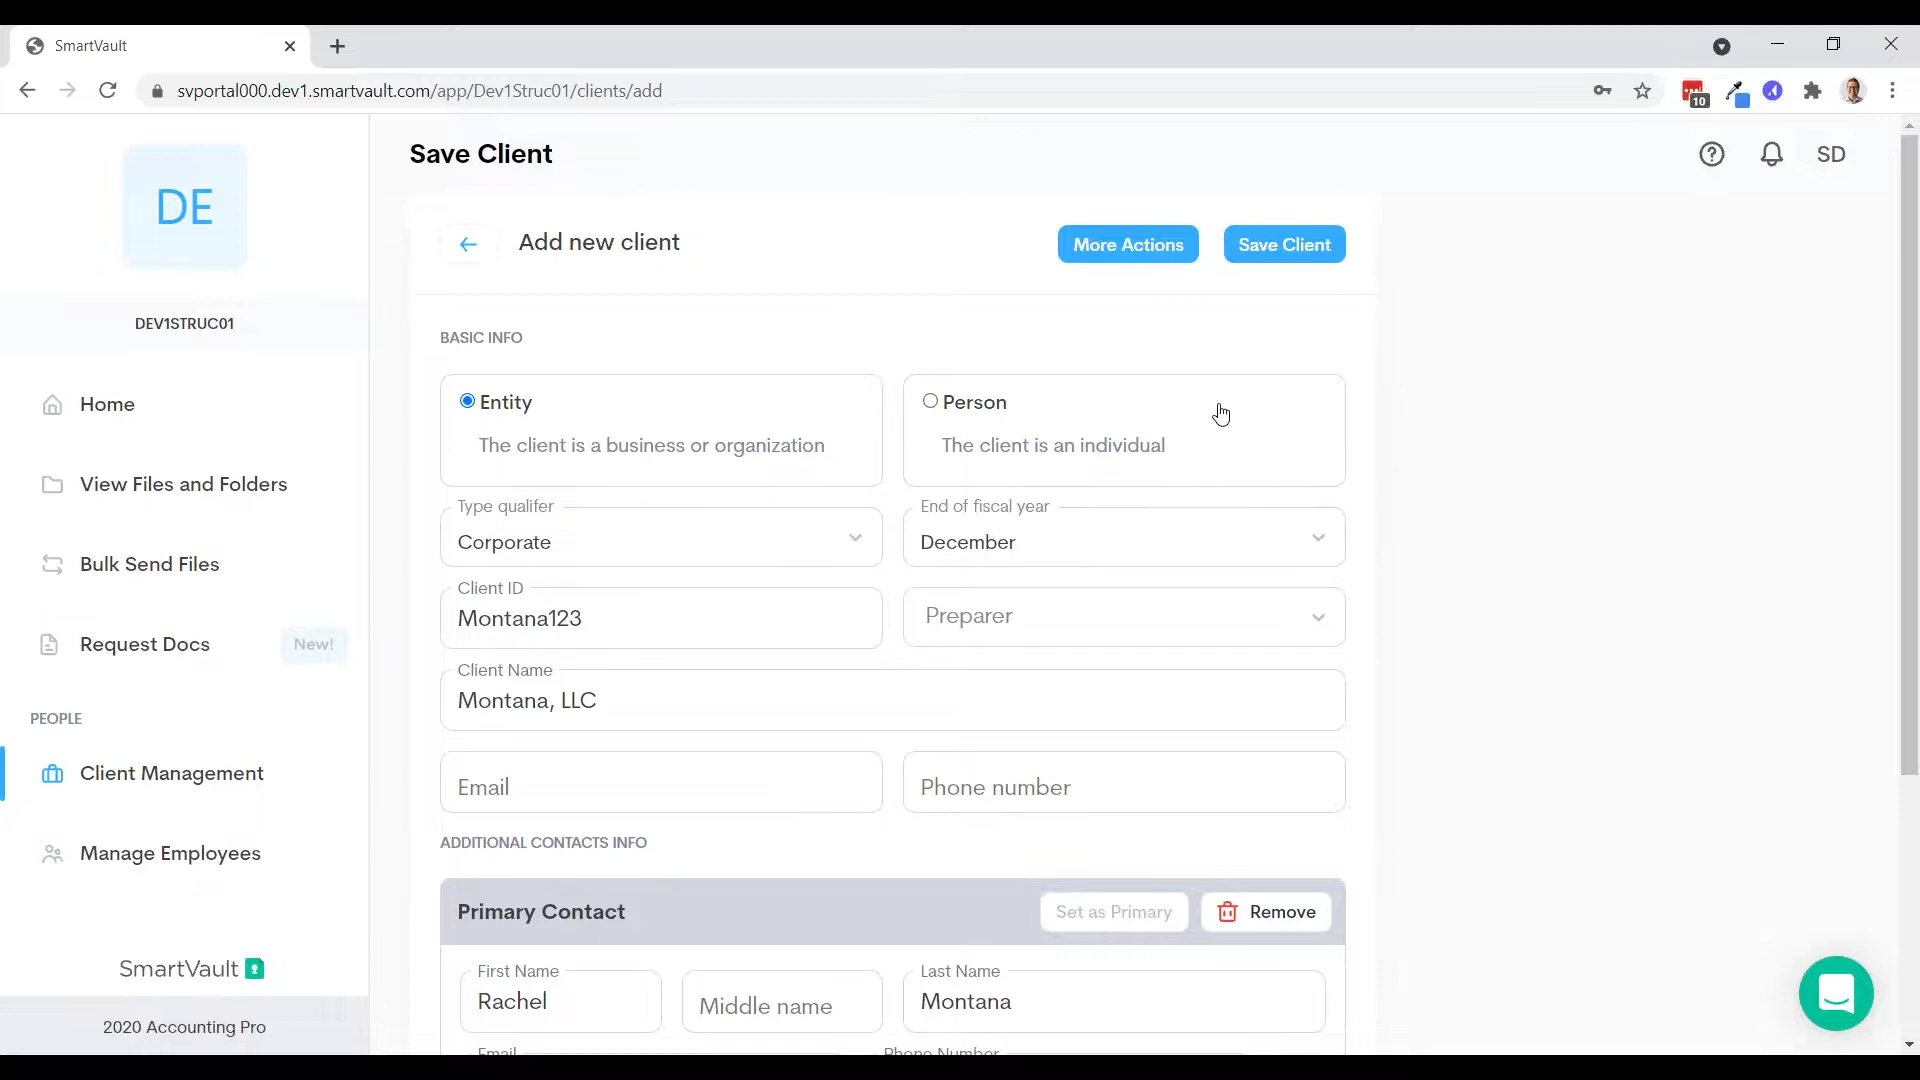 SmartVault
svportal000.dev1.smartvault.com/app/Dev1Struc01/clients/add
10
DE
DEV1STRUC01
Home
View Files and Folders
Bulk Send Files
Request Docs New!
PEOPLE
Client Management
Manage Employees
SmartVault
2020 Accounting Pro
Save Client
SD
Add new client
More Actions
Save Client
BASIC INFO
Entity
The client is a business or organization
Person
The client is an individual
Type qualifer
Corporate
End of fiscal year
December
Client ID
Montana123
Preparer
Client Name
Montana, LLC
Email
Phone number
ADDITIONAL CONTACTS INFO
Primary Contact
Set as Primary
Remove
First Name
Rachel
Middle name
Last Name
Montana
Email
Phone Number